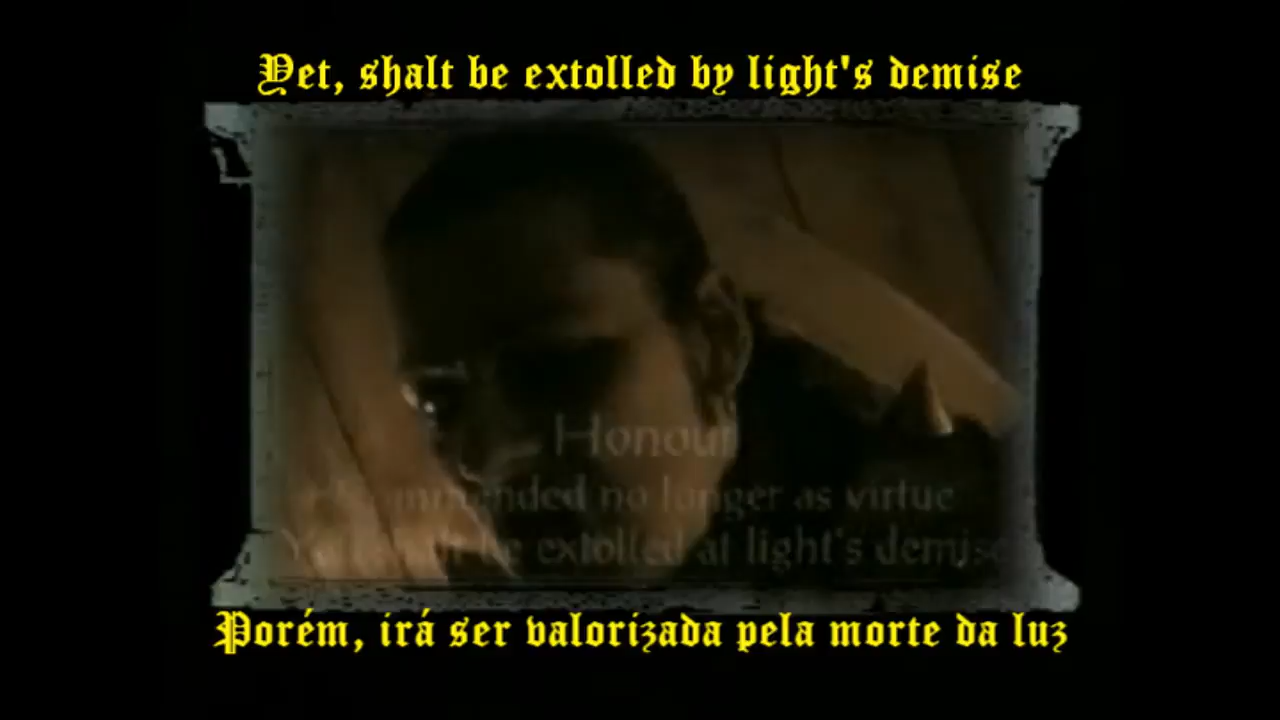 Yet, shalt be extolled by light's demise
Honour
no longer as virtue
extolled at light's demise
Porém, irá ser valorizada pela morte da luz